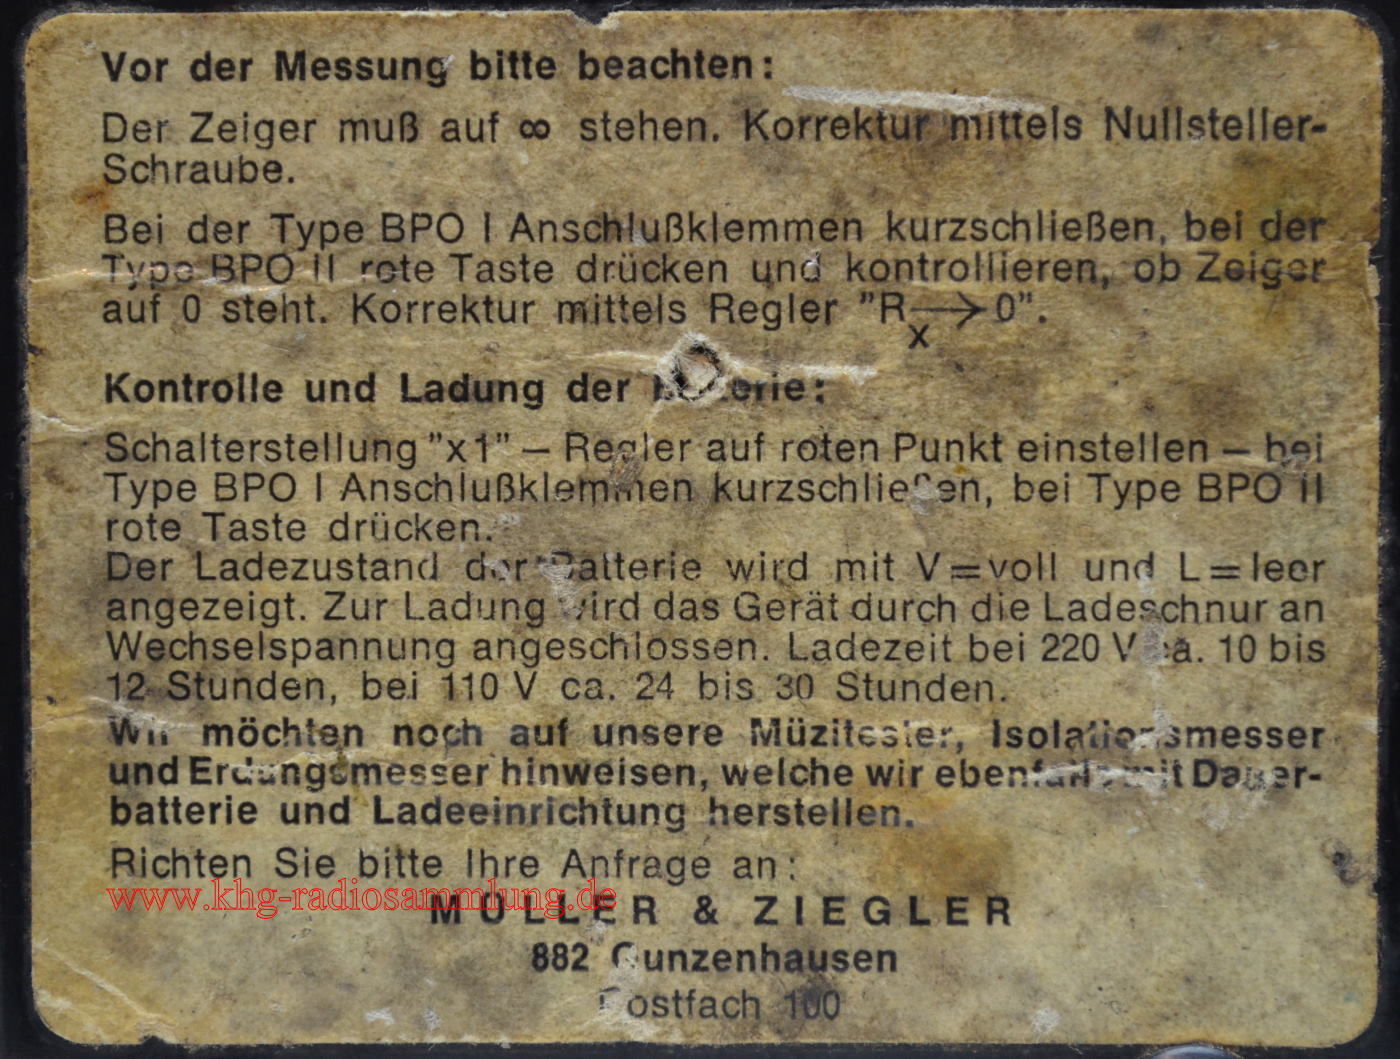 Vor der Messung bitte beachten:
Der Zeiger muß auf ∞ stehen. Korrektur mittels Nullsteller-
Schraube.
Bei der Type BPO I Anschlußklemmen kurzschließen, bei der
Type BPO II rote Taste drücken und kontrollieren, ob Zeiger
auf 0 steht. Korrektur mittels Regler "R → 0".
x
Kontrolle und Ladung der Batterie:
Schalterstellung "x 1" — Regler auf roten Punkt einstellen — bei
Type BPO I Anschlußklemmen kurzschließen, bei Type BPO II
rote Taste drücken.
Der Ladezustand der Batterie wird mit V = voll und L = leer
angezeigt. Zur Ladung wird das Gerät durch die Ladeschnur an
Wechselspannung angeschlossen. Ladezeit bei 220 V ca. 10 bis
12 Stunden, bei 110 V ca. 24 bis 30 Stunden.
Wir möchten noch auf unsere Müzitester, Isolationsmesser
und Erdungsmesser hinweisen, welche wir ebenfalls mit Dauer-
batterie und Ladeeinrichtung herstellen.
Richten Sie bitte Ihre Anfrage an:
www.khg-radiosammlung.de
MÜLLER & ZIEGLER
882 Gunzenhausen
Postfach 100